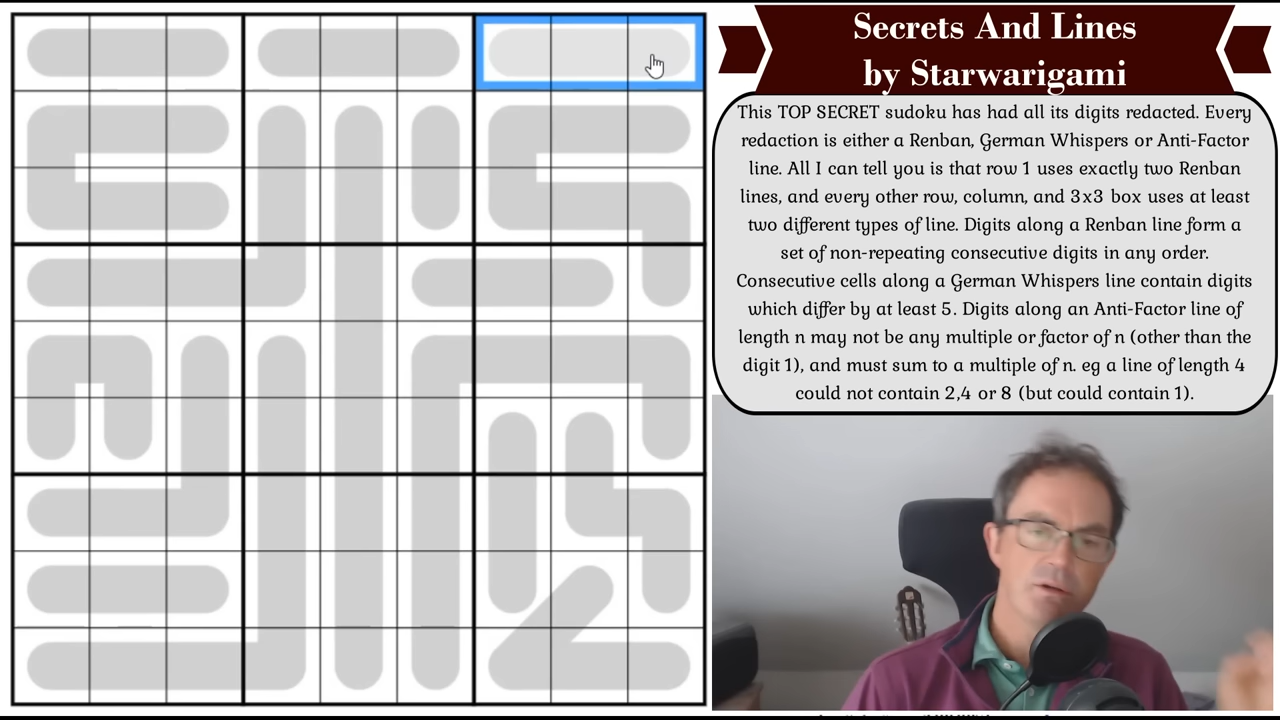 Secrets And Lines
by Starwarigami
This TOP SECRET sudoku has had all its digits redacted. Every
redaction is either a Renban, German Whispers or Anti-Factor
line. All I can tell you is that row 1 uses exactly two Renban
lines, and every other row, column, and 3x3 box uses at least
two different types of line. Digits along a Renban line form a
set of non-repeating consecutive digits in any order.
Consecutive cells along a German Whispers line contain digits
which differ by at least 5. Digits along an Anti-Factor line of
length n may not be any multiple or factor of n (other than the
digit 1), and must sum to a multiple of n. eg a line of length 4
could not contain 2,4 or 8 (but could contain 1).